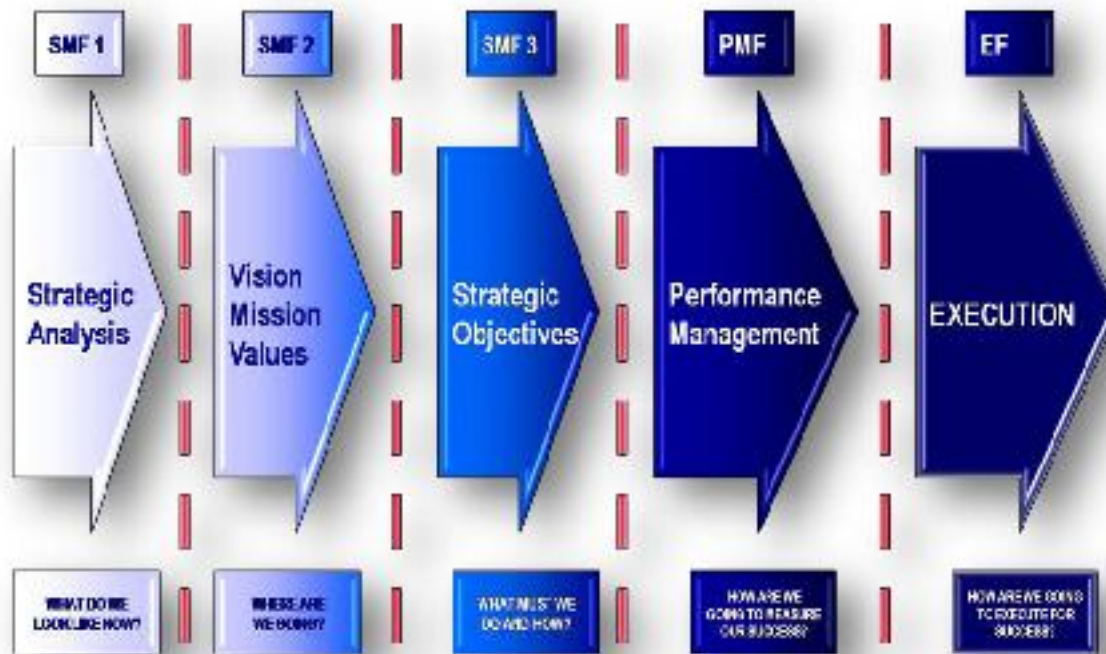 SMF 1
SMF 2
SMF 3
PMF
EF
Strategic
Analysis
Vision
Mission
Values
Strategic
Objectives
Performance
Management
EXECUTION
WHAT DO WE
LOOK LIKE NOW?
WHERE ARE
WE GOING?
WHAT MUST WE
DO AND HOW?
HOW ARE WE
GOING TO MEASURE
OUR SUCCESS?
HOW ARE WE GOING
TO EXECUTE FOR
SUCCESS?